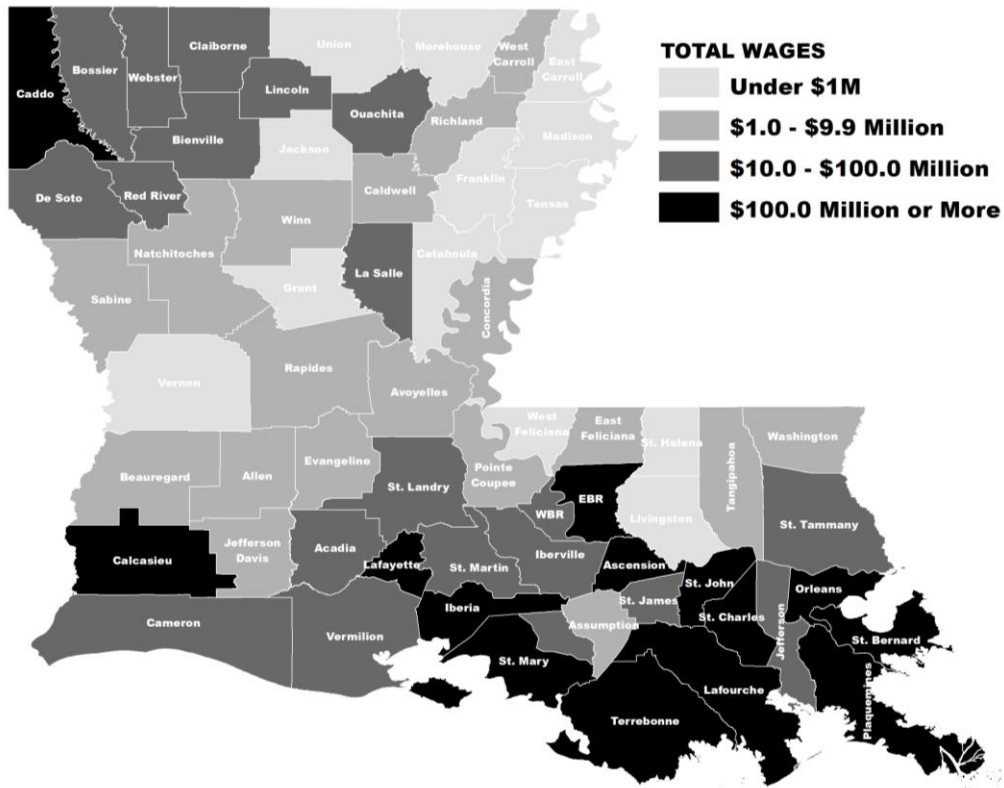 TOTAL WAGES
Under $1M
$1.0 - $9.9 Million
$10.0 - $100.0 Million
$100.0 Million or More
Caddo
Bossier
Webster
Claiborne
Union
Morehouse
West
Carroll
East
Carroll
Lincoln
Ouachita
Richland
Madison
Bienville
Jackson
Franklin
Tensas
De Soto
Red River
Caldwell
Winn
Natchitoches
La Salle
Catahoula
Grant
Sabine
Concordia
Rapides
Vernon
Avoyelles
West
Feliciana
East
Feliciana
St. Helena
Tangipahoa
Washington
Beauregard
Allen
Evangeline
St. Landry
Pointe
Coupee
EBR
WBR
Livingston
St. Tammany
Calcasieu
Jefferson
Davis
Acadia
Lafayette
St. Martin
Iberville
Ascension
St. John
Orleans
Cameron
Vermilion
Iberia
St. James
Assumption
St. Charles
Jefferson
St. Bernard
St. Mary
Lafourche
Plaquemines
Terrebonne